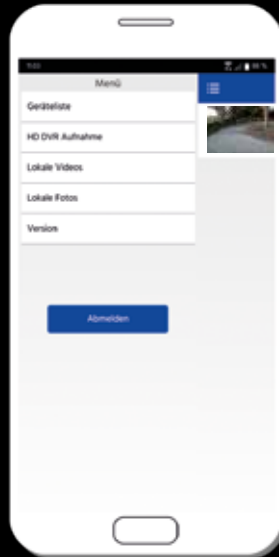 Menü
Geräteliste
HD DVR Aufnahme
Lokale Videos
Lokale Fotos
Version
Abmelden